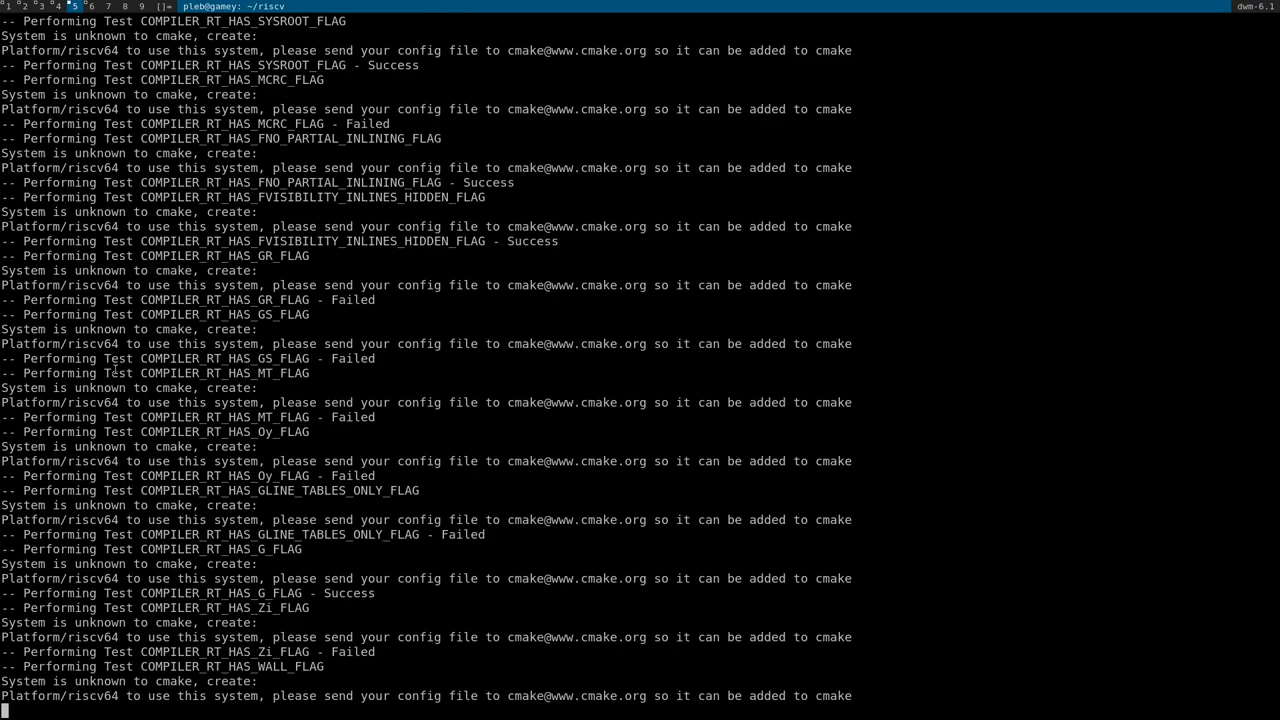 1 2 3 4 5 6 7 8 9 []= pleb@gamey: ~/riscv dwm-6.1
-- Performing Test COMPILER_RT_HAS_SYSROOT_FLAG
System is unknown to cmake, create:
Platform/riscv64 to use this system, please send your config file to cmake@www.cmake.org so it can be added to cmake
-- Performing Test COMPILER_RT_HAS_SYSROOT_FLAG - Success
-- Performing Test COMPILER_RT_HAS_MCRC_FLAG
System is unknown to cmake, create:
Platform/riscv64 to use this system, please send your config file to cmake@www.cmake.org so it can be added to cmake
-- Performing Test COMPILER_RT_HAS_MCRC_FLAG - Failed
-- Performing Test COMPILER_RT_HAS_FNO_PARTIAL_INLINING_FLAG
System is unknown to cmake, create:
Platform/riscv64 to use this system, please send your config file to cmake@www.cmake.org so it can be added to cmake
-- Performing Test COMPILER_RT_HAS_FNO_PARTIAL_INLINING_FLAG - Success
-- Performing Test COMPILER_RT_HAS_FVISIBILITY_INLINES_HIDDEN_FLAG
System is unknown to cmake, create:
Platform/riscv64 to use this system, please send your config file to cmake@www.cmake.org so it can be added to cmake
-- Performing Test COMPILER_RT_HAS_FVISIBILITY_INLINES_HIDDEN_FLAG - Success
-- Performing Test COMPILER_RT_HAS_GR_FLAG
System is unknown to cmake, create:
Platform/riscv64 to use this system, please send your config file to cmake@www.cmake.org so it can be added to cmake
-- Performing Test COMPILER_RT_HAS_GR_FLAG - Failed
-- Performing Test COMPILER_RT_HAS_GS_FLAG
System is unknown to cmake, create:
Platform/riscv64 to use this system, please send your config file to cmake@www.cmake.org so it can be added to cmake
-- Performing Test COMPILER_RT_HAS_GS_FLAG - Failed
-- Performing Test COMPILER_RT_HAS_MT_FLAG
System is unknown to cmake, create:
Platform/riscv64 to use this system, please send your config file to cmake@www.cmake.org so it can be added to cmake
-- Performing Test COMPILER_RT_HAS_MT_FLAG - Failed
-- Performing Test COMPILER_RT_HAS_Oy_FLAG
System is unknown to cmake, create:
Platform/riscv64 to use this system, please send your config file to cmake@www.cmake.org so it can be added to cmake
-- Performing Test COMPILER_RT_HAS_Oy_FLAG - Failed
-- Performing Test COMPILER_RT_HAS_GLINE_TABLES_ONLY_FLAG
System is unknown to cmake, create:
Platform/riscv64 to use this system, please send your config file to cmake@www.cmake.org so it can be added to cmake
-- Performing Test COMPILER_RT_HAS_GLINE_TABLES_ONLY_FLAG - Failed
-- Performing Test COMPILER_RT_HAS_G_FLAG
System is unknown to cmake, create:
Platform/riscv64 to use this system, please send your config file to cmake@www.cmake.org so it can be added to cmake
-- Performing Test COMPILER_RT_HAS_G_FLAG - Success
-- Performing Test COMPILER_RT_HAS_Zi_FLAG
System is unknown to cmake, create:
Platform/riscv64 to use this system, please send your config file to cmake@www.cmake.org so it can be added to cmake
-- Performing Test COMPILER_RT_HAS_Zi_FLAG - Failed
-- Performing Test COMPILER_RT_HAS_WALL_FLAG
System is unknown to cmake, create:
Platform/riscv64 to use this system, please send your config file to cmake@www.cmake.org so it can be added to cmake